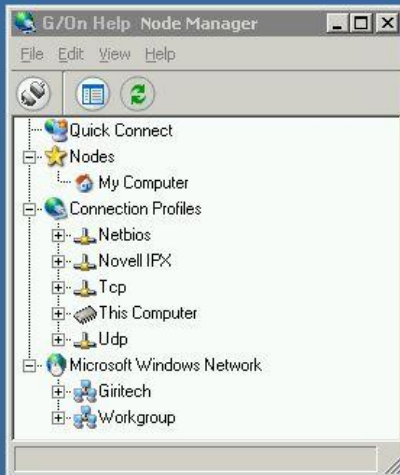 G/On Help Node Manager
File Edit View Help
Quick Connect
Nodes
My Computer
Connection Profiles
Netbios
Novell IPX
Tcp
This Computer
Udp
Microsoft Windows Network
Giritech
Workgroup